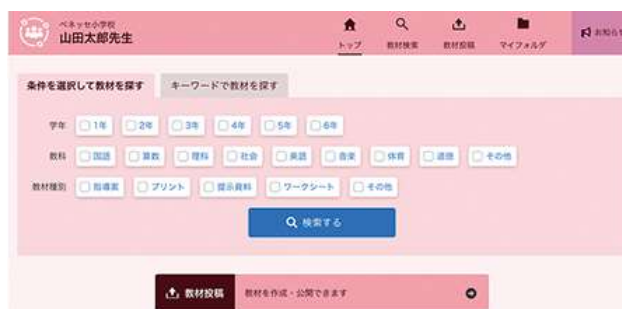 ベネッセ小学校
山田太郎先生
トップ
教材検索
教材投稿
マイフォルダ
お知らせ
条件を選択して教材を探す
キーワードで教材を探す
学年 1年 2年 3年 4年 5年 6年
教科 国語 算数 理科 社会 英語 音楽 体育 道徳 その他
教材種別 指導案 プリント 提示資料 ワークシート その他
検索する
教材投稿 教材を作成・公開できます